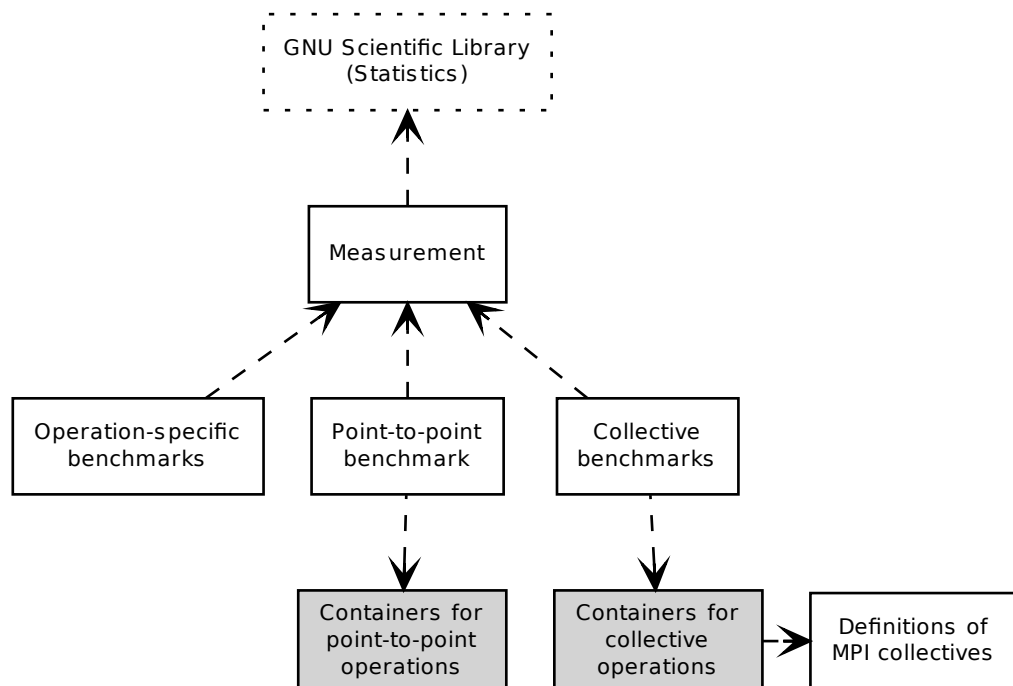 GNU Scientific Library
(Statistics)
Measurement
Operation-specific
benchmarks
Point-to-point
benchmark
Collective
benchmarks
Containers for
point-to-point
operations
Containers for
collective
operations
Definitions of
MPI collectives